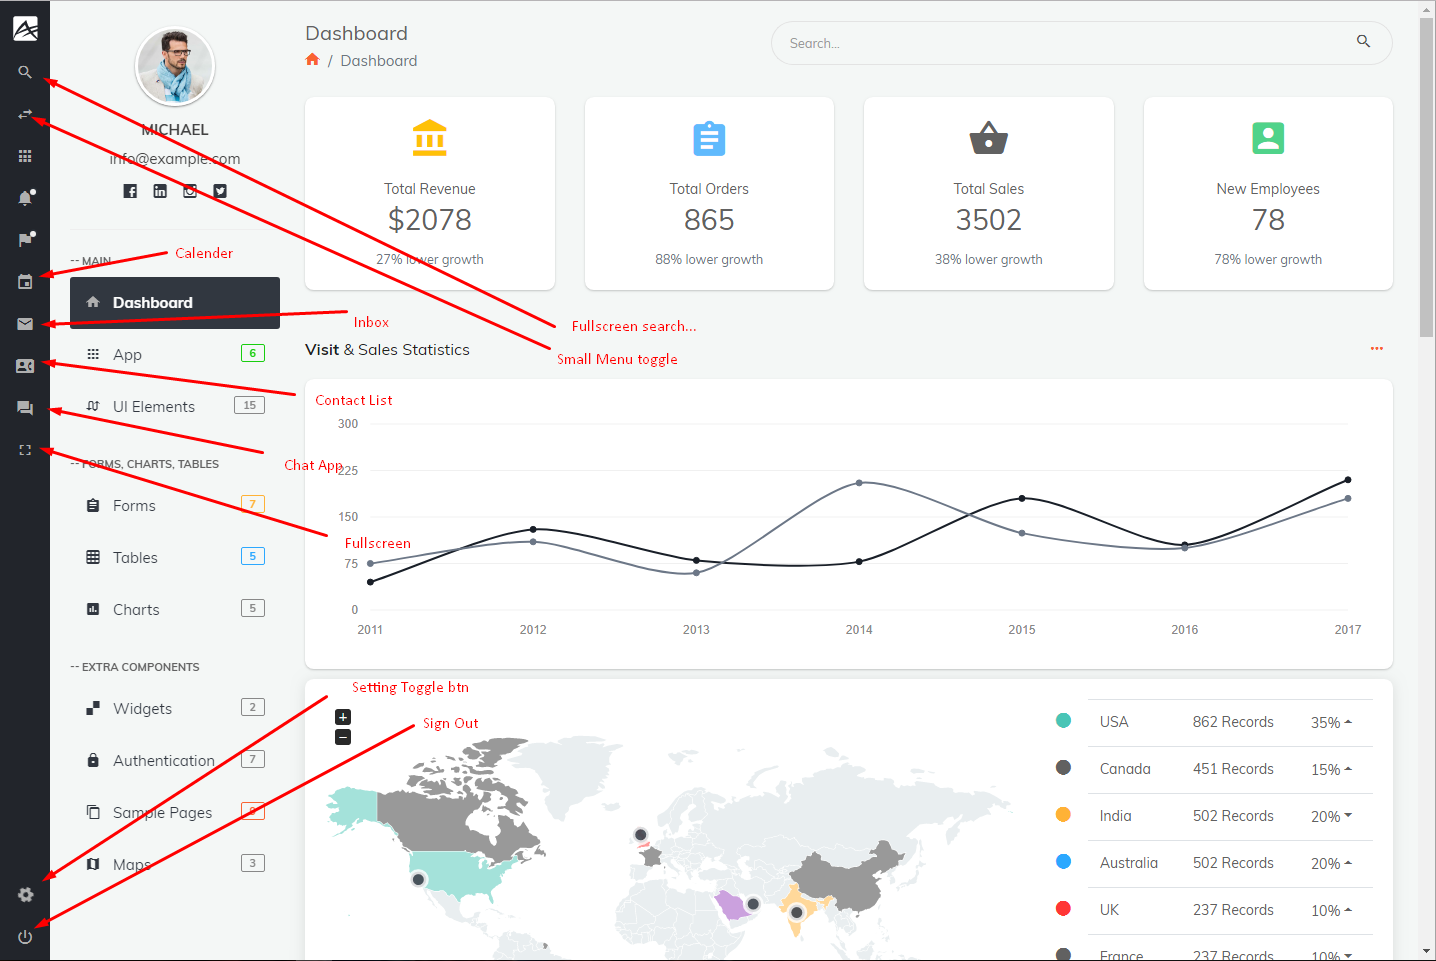 MICHAEL
info@example.com
-- MAIN
Calender
Dashboard
Inbox
App 6
UI Elements 15
Contact List
Chat App
-- FORMS, CHARTS, TABLES
Forms 7
Fullscreen
Tables 5
Charts 5
-- EXTRA COMPONENTS
Widgets 2
Authentication 7
Sample Pages
Maps 3
Dashboard
/ Dashboard
Search...
Total Revenue
$2078
27% lower growth
Total Orders
865
88% lower growth
Total Sales
3502
38% lower growth
New Employees
78
78% lower growth
Fullscreen search...
Visit & Sales Statistics
Small Menu toggle
300
225
150
75
0
2011 2012 2013 2014 2015 2016 2017
Setting Toggle btn
Sign Out
+
−
USA 862 Records 35%
Canada 451 Records 15%
India 502 Records 20%
Australia 502 Records 20%
UK 237 Records 10%
France 237 Records 10%